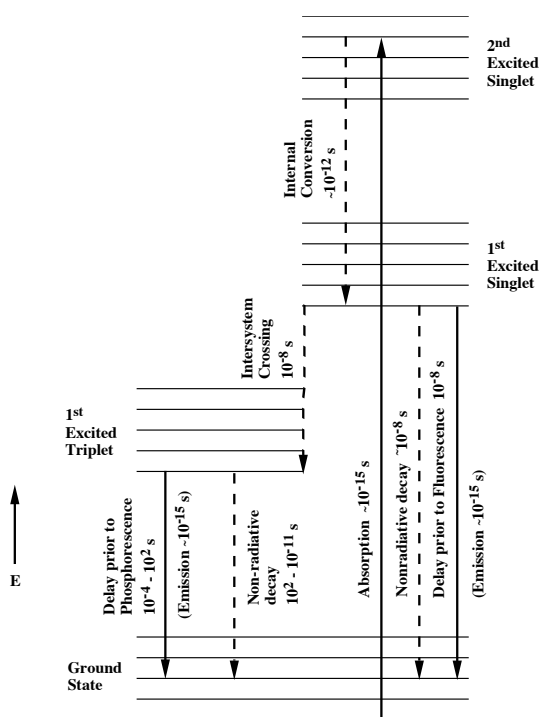 2nd
Excited
Singlet
Internal
Conversion
~10-12 s
1st
Excited
Singlet
Intersystem
Crossing
10-8 s
1st
Excited
Triplet
E
Delay prior to
Phosphorescence
10-4 - 102 s
(Emission ~10-15 s)
Non-radiative
decay
102 - 10-11 s
Absorption ~10-15 s
Nonradiative decay ~10-8 s
Delay prior to Fluorescence 10-8 s
(Emission ~10-15 s)
Ground
State